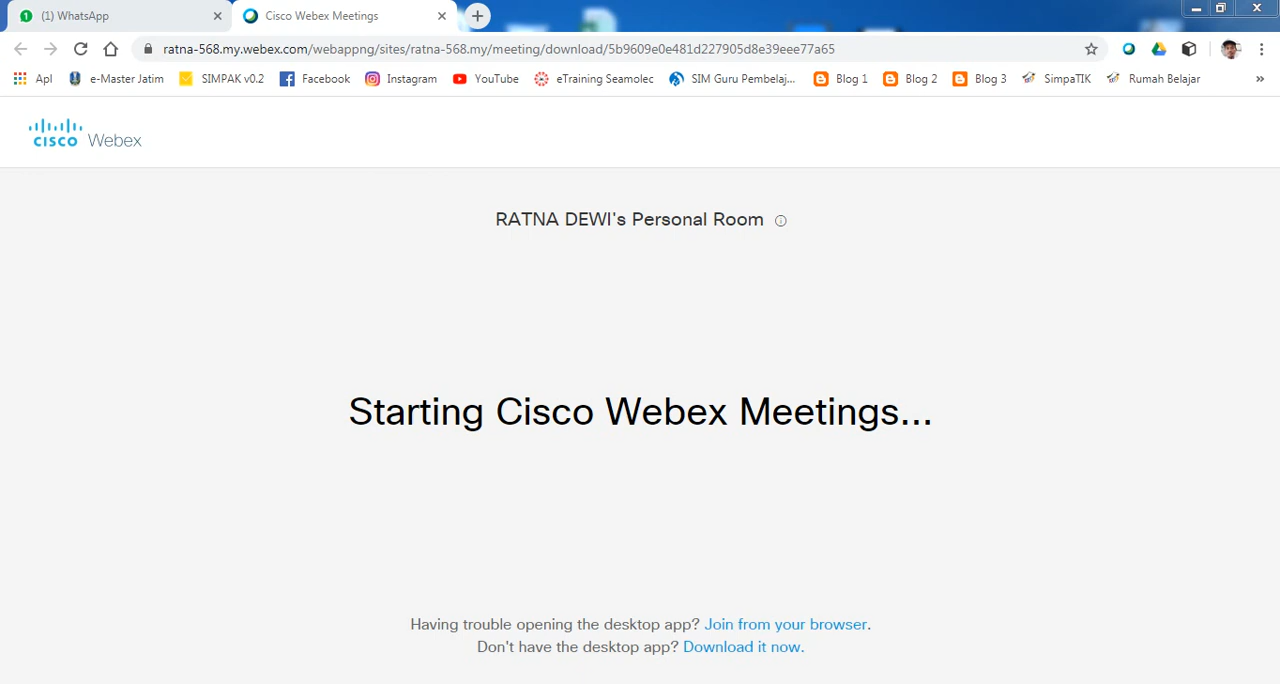 (1) WhatsApp
Cisco Webex Meetings
ratna-568.my.webex.com/webappng/sites/ratna-568.my/meeting/download/5b9609e0e481d227905d8e39eee77a65
Apl e-Master Jatim SIMPAK v0.2 Facebook Instagram YouTube eTraining Seamolec SIM Guru Pembelaj... Blog 1 Blog 2 Blog 3 SimpaTIK Rumah Belajar »
cisco Webex
RATNA DEWI's Personal Room
Starting Cisco Webex Meetings...
Having trouble opening the desktop app? Join from your browser.
Don't have the desktop app? Download it now.